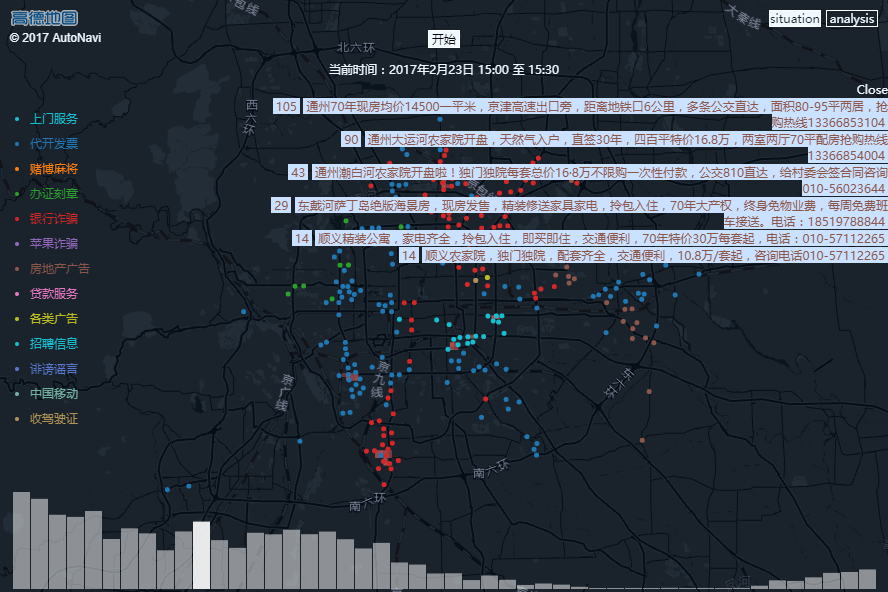 高德地图
© 2017 AutoNavi
包线
大秦线
situation
analysis
开始
北六环
当前时间：2017年2月23日 15:00 至 15:30
Close
西六环
105 通州70年现房均价14500一平米，京津高速出口旁，距离地铁口6公里，多条公交直达，面积80-95平两居，抢
购热线13366853104
90 通州大运河农家院开盘，天然气入户，直签30年，四百平特价16.8万，两室两厅70平配房抢购热线
13366854004
43 通州潮白河农家院开盘啦！独门独院每套总价16·8万不限购一次性付款，公交810直达，给村委会签合同咨询
010-56023644
29 东戴河萨丁岛绝版海景房，现房发售，精装修送家具家电，拎包入住，70年大产权，终身免物业费，每周免费班
车接送。电话：18519788844
14 顺义精装公寓，家电齐全，拎包入住，即买即住，交通便利，70年特价30万每套起，电话：010-57112265
14 顺义农家院，独门独院，配套齐全，交通便利，10.8万/套起，咨询电话010-57112265
上门服务
代开发票
赌博麻将
办证刻章
银行诈骗
苹果诈骗
房地产广告
贷款服务
各类广告
招聘信息
诽谤谣言
中国移动
收驾驶证
京包线
京广线
京九线
东六环
南六环
南六环